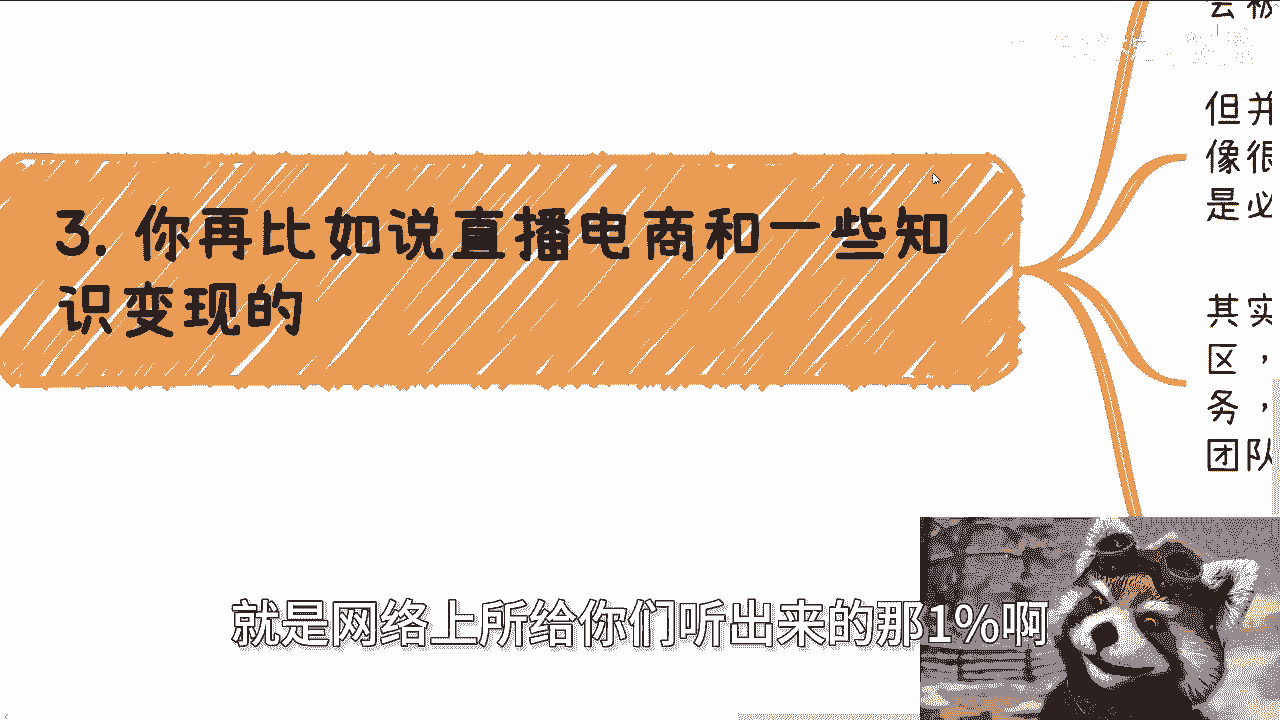 3. 你再比如说直播电商和一些知
识变现的
但并
像很
是必
其实
区，
务，
团队
就是网络上所给你们听出来的那1%啊